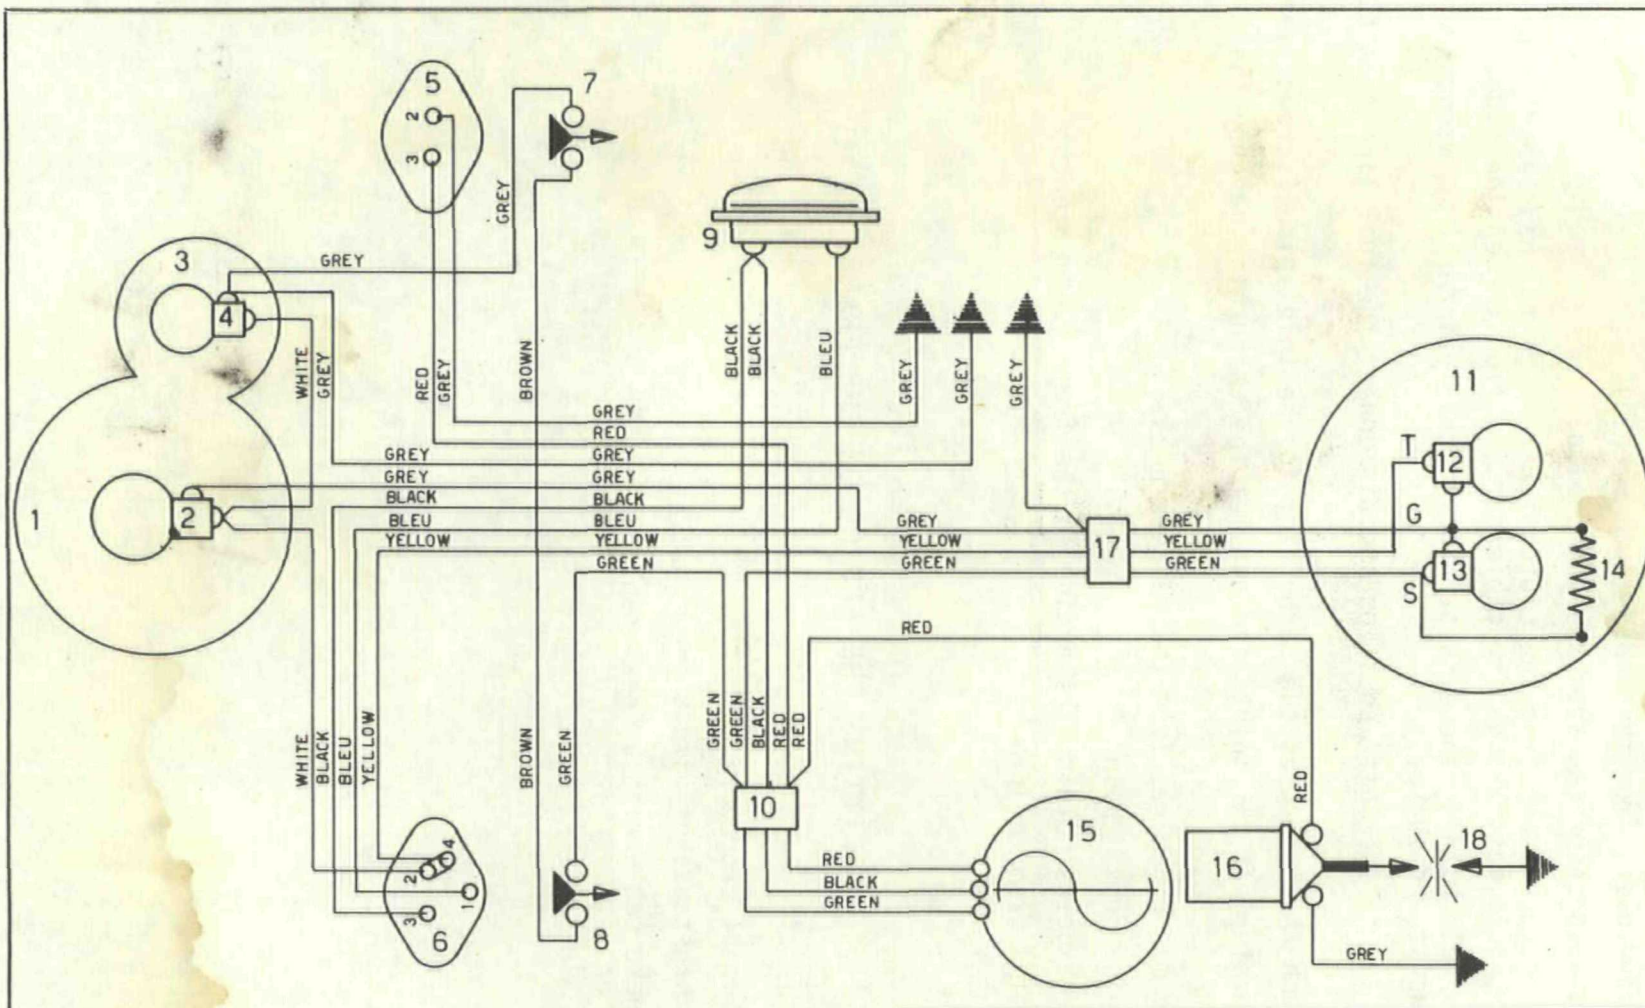 5
7
2
3
GREY
9
3
GREY
4
11
WHITE
GREY
RED
GREY
BROWN
BLACK
BLACK
BLEU
GREY
GREY
GREY
GREY
RED
GREY GREY
GREY GREY
BLACK BLACK
BLEU BLEU
YELLOW YELLOW
GREEN
1
2
GREY
YELLOW
GREEN
17
GREY
YELLOW
GREEN
T
12
G
13
S
14
RED
WHITE
BLACK
BLEU
YELLOW
BROWN
GREEN
GREEN
GREEN
BLACK
RED
RED
RED
10
15
16
18
4
2
1
3
6
8
RED
BLACK
GREEN
GREY